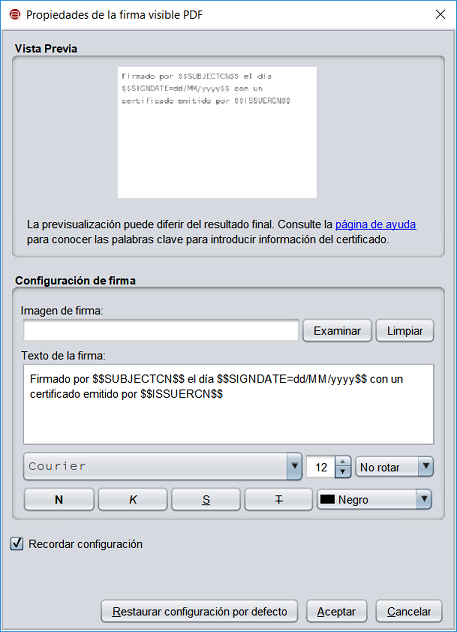 Propiedades de la firma visible PDF
Vista Previa
Firmado por $$SUBJECTCN$$ el día
$$SIGNDATE=dd/MM/yyyy$$ con un
certificado emitido por $$ISSUERCN$$
La previsualización puede diferir del resultado final. Consulte la página de ayuda
para conocer las palabras clave para introducir información del certificado.
Configuración de firma
Imagen de firma:
Examinar Limpiar
Texto de la firma:
Firmado por $$SUBJECTCN$$ el día $$SIGNDATE=dd/MM/yyyy$$ con un
certificado emitido por $$ISSUERCN$$
Courier 12 No rotar
N K S T Negro
Recordar configuración
Restaurar configuración por defecto Aceptar Cancelar